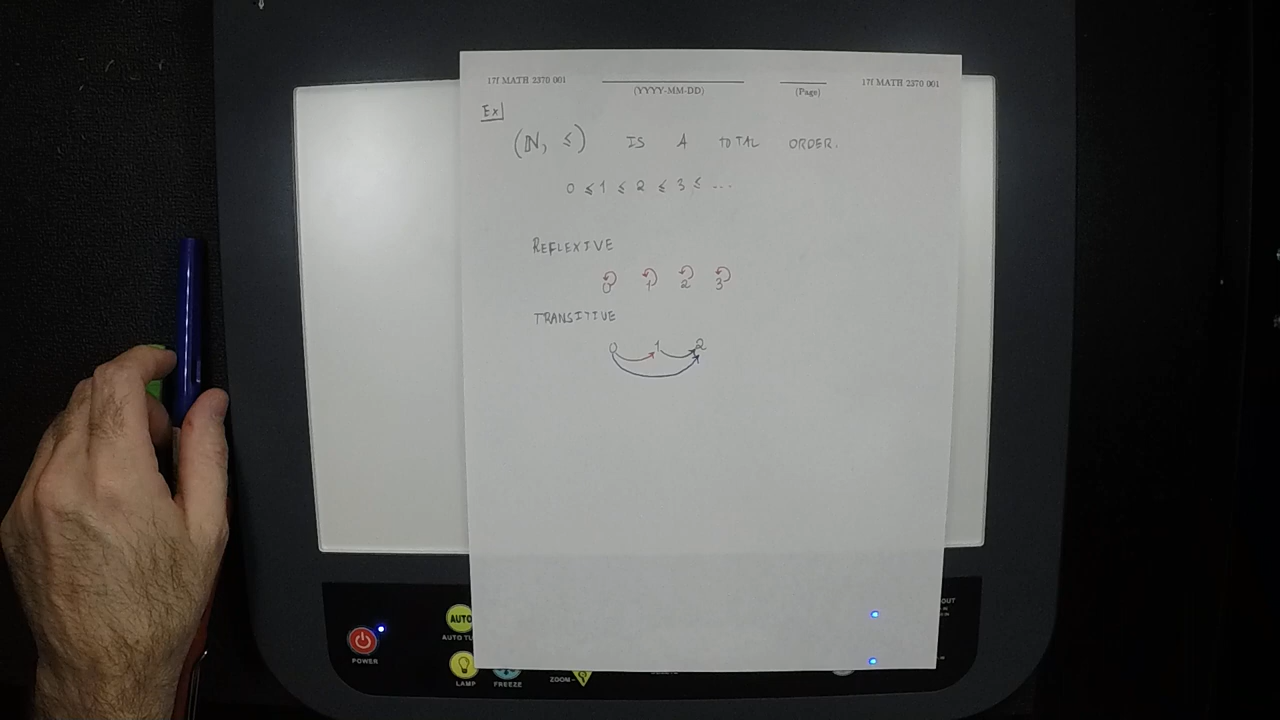 17f MATH 2370 001 (YYYY-MM-DD) (Page) 17f MATH 2370 001
Ex
(ℕ, ≤) IS A TOTAL ORDER.
0 ≤ 1 ≤ 2 ≤ 3 ≤ ...
REFLEXIVE
0 1 2 3
TRANSITIVE
0 1 2
POWER
AUTO
LAMP
FREEZE
ZOOM-